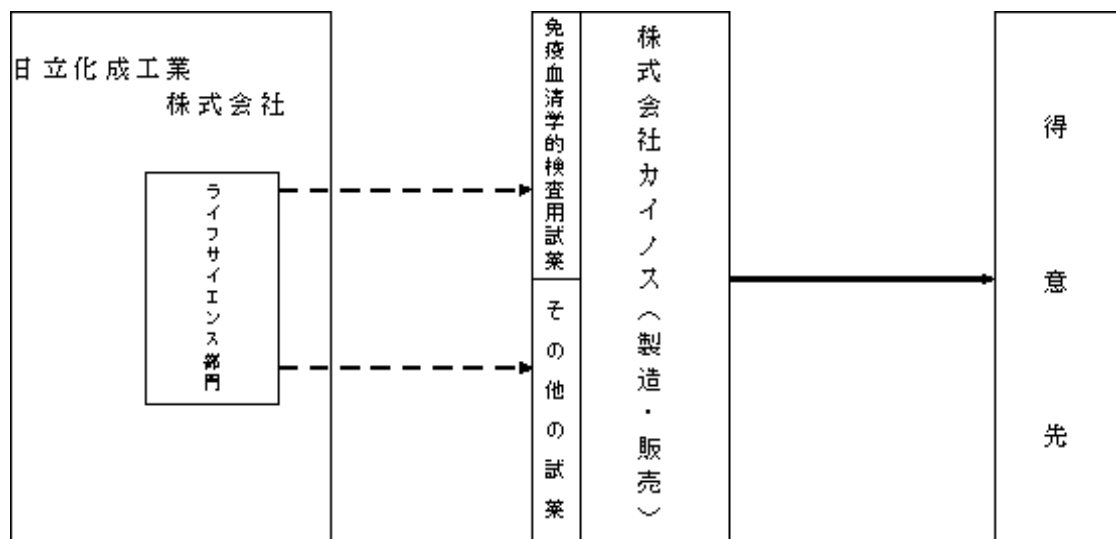 日立化成工業
株式会社
ライフサイエンス部門
免疫血清学的検査用試薬
その他の試薬
株式会社カイノス（製造・販売）
得意先